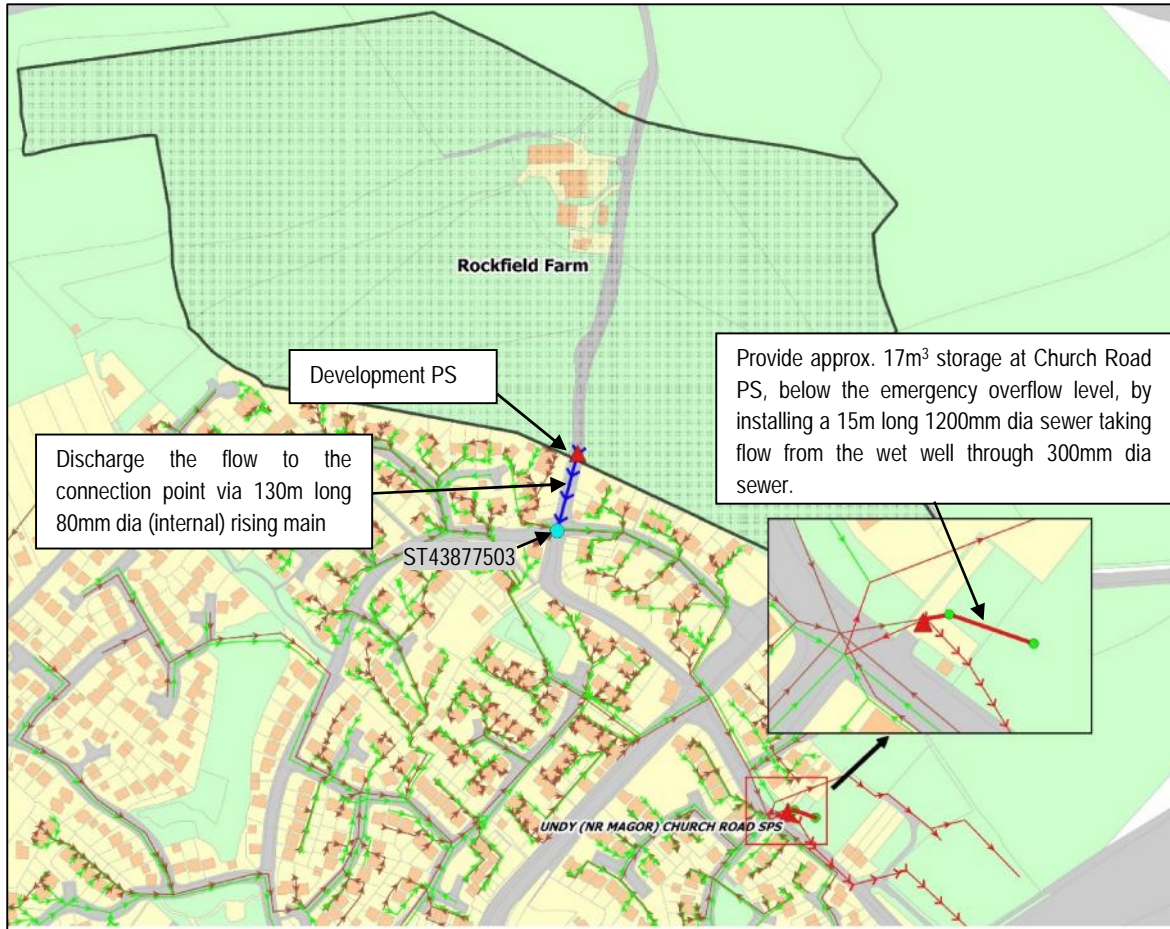 Rockfield Farm
Development PS
Provide approx. 17m³ storage at Church Road
PS, below the emergency overflow level, by
installing a 15m long 1200mm dia sewer taking
flow from the wet well through 300mm dia
sewer.
Discharge the flow to the
connection point via 130m long
80mm dia (internal) rising main
ST43877503
UNDY (NR MAGOR) CHURCH ROAD SPS